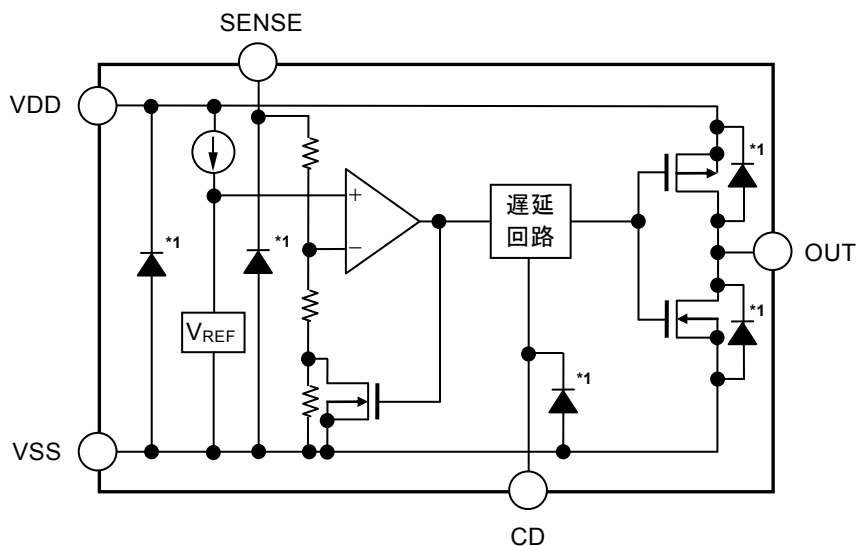 SENSE
VDD
*1
*1
*1
*1
*1
+
−
遅延
回路
OUT
VREF
VSS
CD